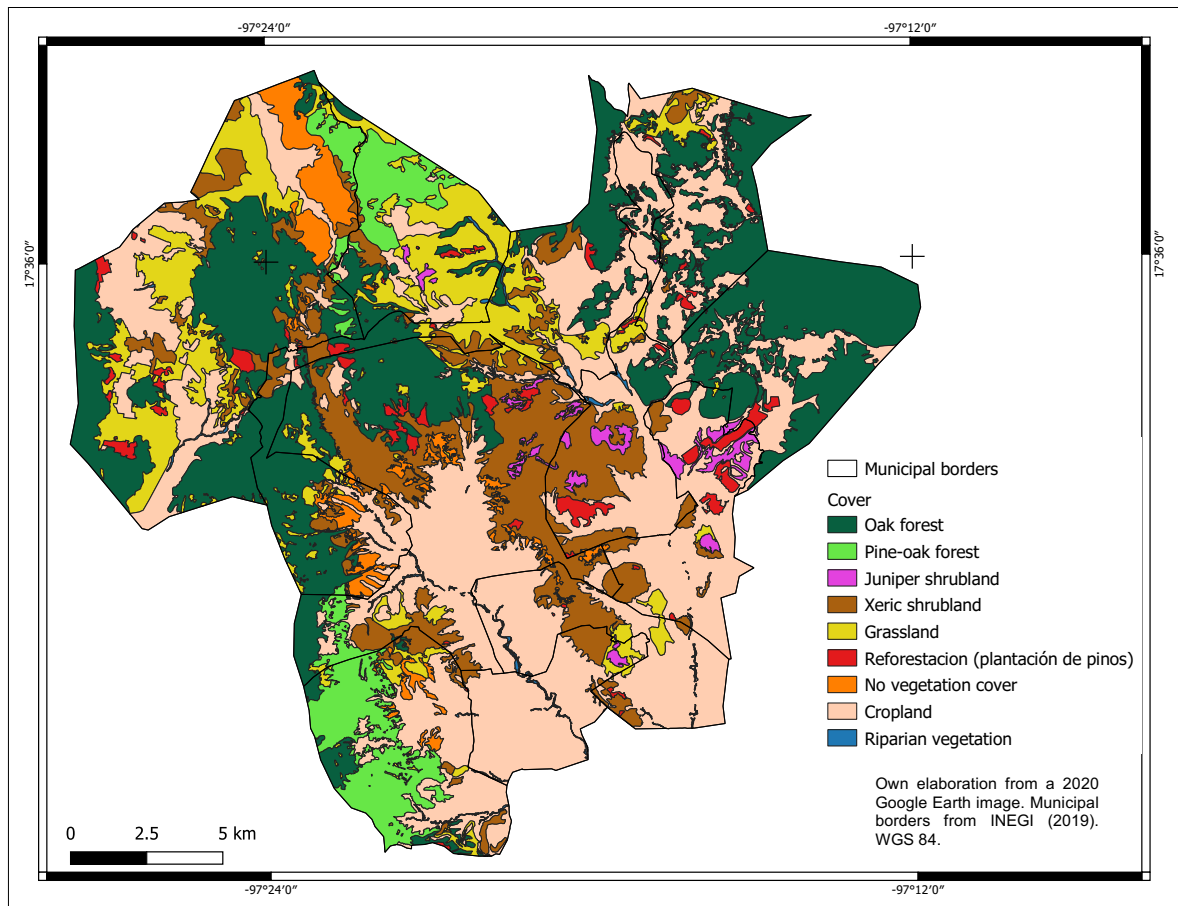 -97°24'0"
-97°12'0"
17°36'0"
17°36'0"
Municipal borders
Cover
Oak forest
Pine-oak forest
Juniper shrubland
Xeric shrubland
Grassland
Reforestacion (plantación de pinos)
No vegetation cover
Cropland
Riparian vegetation
Own elaboration from a 2020
Google Earth image. Municipal
borders from INEGI (2019).
WGS 84.
0 2.5 5 km
-97°24'0"
-97°12'0"